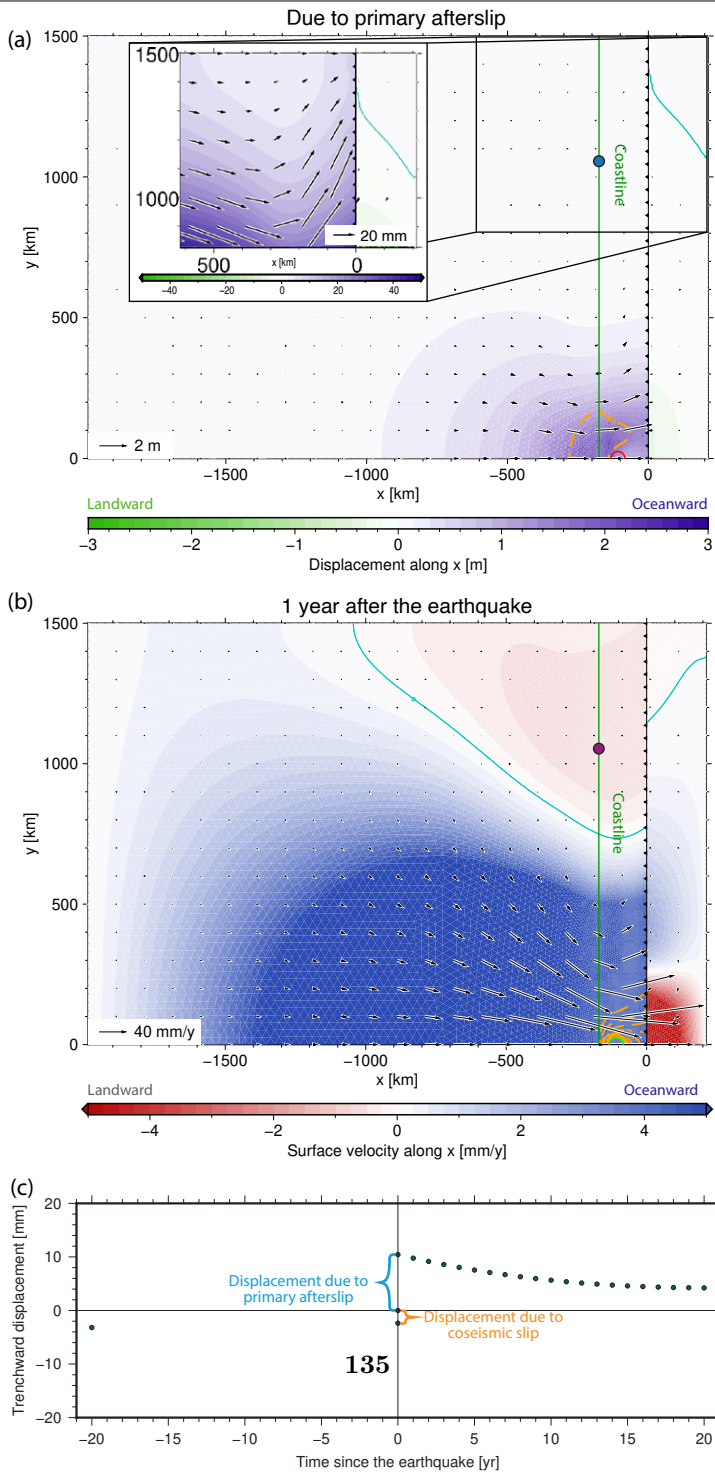 Due to primary afterslip
(a)
1500
1500
1000
1000
20 mm
500
x [km]
0
−40
−20
0
20
40
Coastline
y [km]
500
2 m
0
−1500
−1000
−500
0
x [km]
Landward
Oceanward
−3
−2
−1
0
1
2
3
Displacement along x [m]
(b)
1 year after the earthquake
1500
1000
Coastline
y [km]
500
40 mm/y
0
−1500
−1000
−500
0
x [km]
Landward
Oceanward
−4
−2
0
2
4
Surface velocity along x [mm/y]
(c)
20
10
0
−10
−20
Trenchward displacement [mm]
Displacement due to
primary afterslip
Displacement due to
coseismic slip
135
−20
−15
−10
−5
0
5
10
15
20
Time since the earthquake [yr]